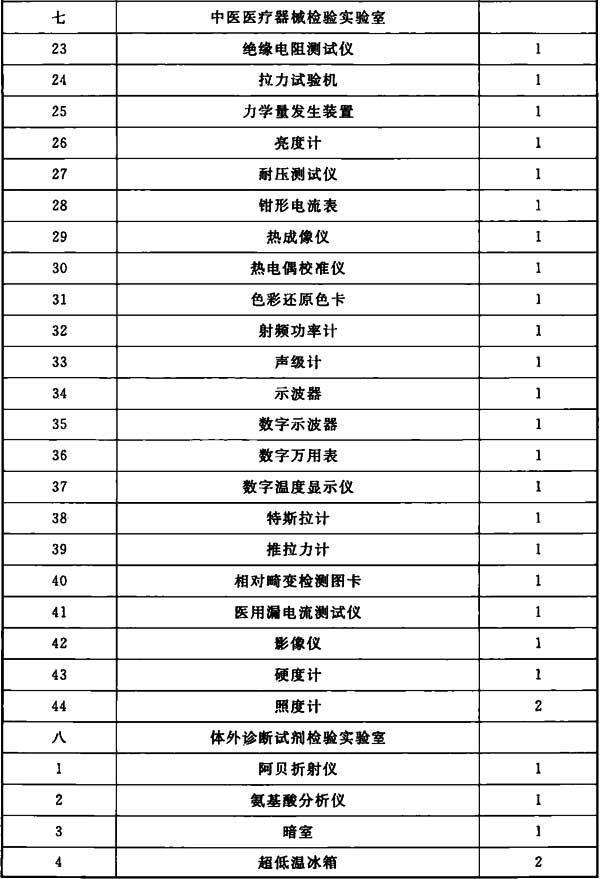 七 中医医疗器械检验实验室
23 绝缘电阻测试仪 1
24 拉力试验机 1
25 力学量发生装置 1
26 亮度计 1
27 耐压测试仪 1
28 钳形电流表 1
29 热成像仪 1
30 热电偶校准仪 1
31 色彩还原色卡 1
32 射频功率计 1
33 声级计 1
34 示波器 1
35 数字示波器 1
36 数字万用表 1
37 数字温度显示仪 1
38 特斯拉计 1
39 推拉力计 1
40 相对畸变检测图卡 1
41 医用漏电流测试仪 1
42 影像仪 1
43 硬度计 1
44 照度计 2
八 体外诊断试剂检验实验室
1 阿贝折射仪 1
2 氨基酸分析仪 1
3 暗室 1
4 超低温冰箱 2